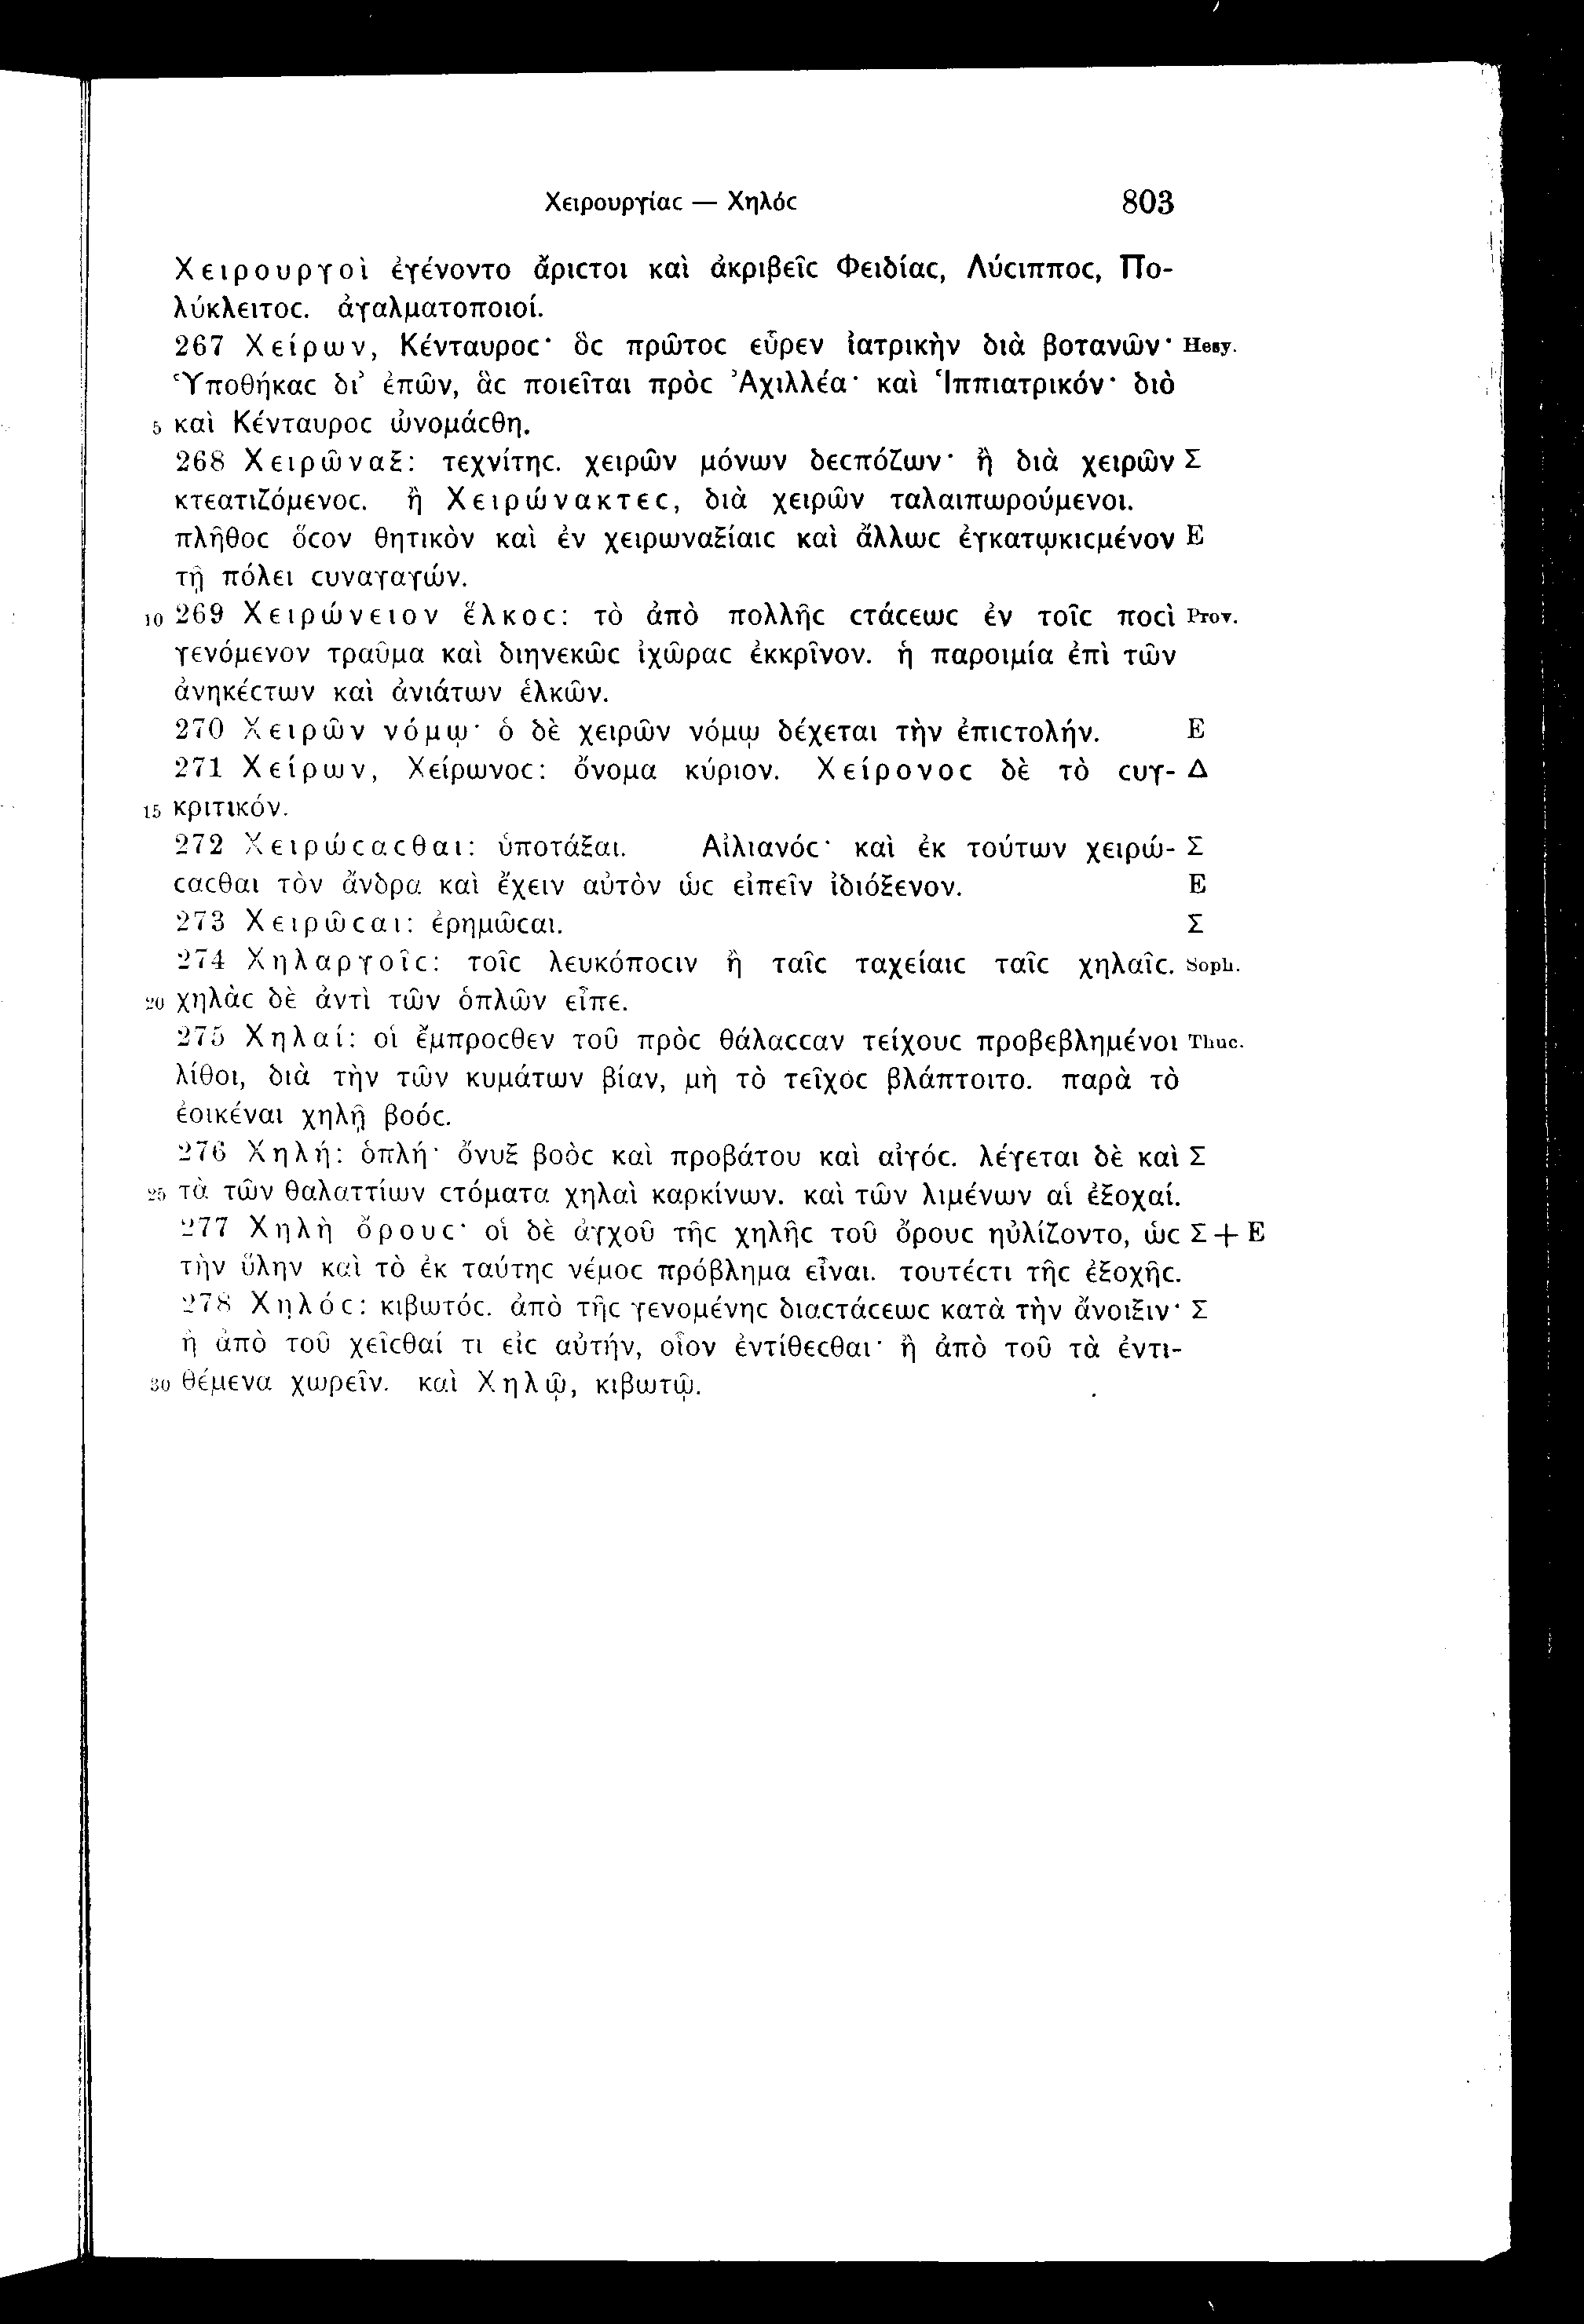 Χειρουργίας — Χηλός 803
Χειρουργοὶ ἐγένοντο ἄριστοι καὶ ἀκριβεῖς Φειδίας, Λύσιππος, Πο-
λύκλειτος. ἀγαλματοποιοί.
267 Χείρων, Κένταυρος· ὃς πρῶτος εὗρεν ἰατρικὴν διὰ βοτανῶν· Hesy.
Ὑποθήκας δι’ ἐπῶν, ἃς ποιεῖται πρὸς Ἀχιλλέα· καὶ Ἱππιατρικόν· διὸ
5 καὶ Κένταυρος ὠνομάσθη.
268 Χειρῶναξ: τεχνίτης. χειρῶν μόνων δεσπόζων· ἢ διὰ χειρῶν Σ
κτεατιζόμενος. ἢ Χειρώνακτες, διὰ χειρῶν ταλαιπωρούμενοι.
πλῆθος ὅσον θητικὸν καὶ ἐν χειρωναξίαις καὶ ἄλλως ἐγκατῳκισμένον E
τῇ πόλει συναγαγών.
10 269 Χειρώνειον ἕλκος: τὸ ἀπὸ πολλῆς στάσεως ἐν τοῖς ποσὶ Prov.
γενόμενον τραῦμα καὶ διηνεκῶς ἰχῶρας ἐκκρῖνον. ἡ παροιμία ἐπὶ τῶν
ἀνηκέστων καὶ ἀνιάτων ἑλκῶν.
270 Χειρῶν νόμῳ· ὁ δὲ χειρῶν νόμῳ δέχεται τὴν ἐπιστολήν. E
271 Χείρων, Χείρωνος: ὄνομα κύριον. Χείρονος δὲ τὸ συγ- Δ
15 κριτικόν.
272 Χειρώσασθαι: ὑποτάξαι. Αἰλιανός· καὶ ἐκ τούτων χειρώ- Σ
σασθαι τὸν ἄνδρα καὶ ἔχειν αὐτὸν ὡς εἰπεῖν ἰδιόξενον. E
273 Χειρῶσαι: ἐρημῶσαι. Σ
274 Χηλαργοῖς: τοῖς λευκόποσιν ἢ ταῖς ταχείαις ταῖς χηλαῖς. Soph.
20 χηλὰς δὲ ἀντὶ τῶν ὁπλῶν εἶπε.
275 Χηλαί: οἱ ἔμπροσθεν τοῦ πρὸς θάλασσαν τείχους προβεβλημένοι Thuc.
λίθοι, διὰ τὴν τῶν κυμάτων βίαν, μὴ τὸ τεῖχος βλάπτοιτο. παρὰ τὸ
ἐοικέναι χηλῇ βοός.
276 Χηλή: ὁπλή· ὄνυξ βοὸς καὶ προβάτου καὶ αἰγός. λέγεται δὲ καὶ Σ
25 τὰ τῶν θαλαττίων στόματα χηλαὶ καρκίνων. καὶ τῶν λιμένων αἱ ἐξοχαί.
277 Χηλὴ ὄρους· οἱ δὲ ἀγχοῦ τῆς χηλῆς τοῦ ὄρους ηὐλίζοντο, ὡς Σ+E
τὴν ὕλην καὶ τὸ ἐκ ταύτης νέμος πρόβλημα εἶναι. τουτέστι τῆς ἐξοχῆς.
278 Χηλός: κιβωτός. ἀπὸ τῆς γενομένης διαστάσεως κατὰ τὴν ἄνοιξιν· Σ
ἢ ἀπὸ τοῦ χεῖσθαί τι εἰς αὐτήν, οἷον ἐντίθεσθαι· ἢ ἀπὸ τοῦ τὰ ἐντι-
30 θέμενα χωρεῖν. καὶ Χηλῷ, κιβωτῷ.